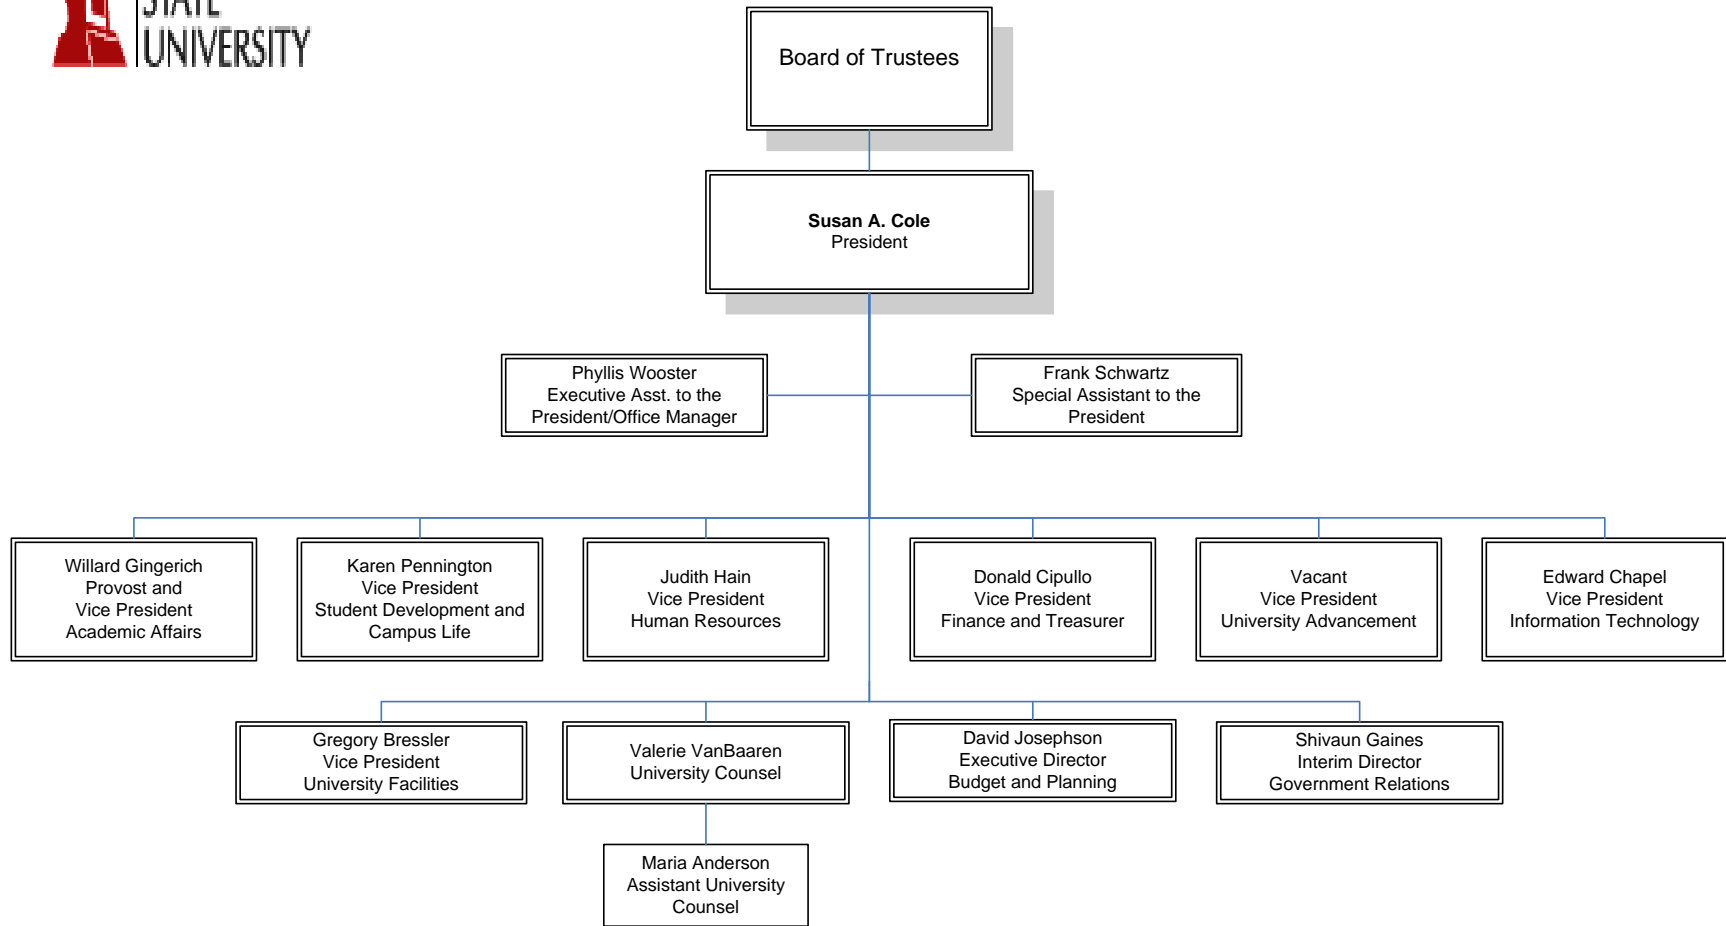 STATE
UNIVERSITY
Board of Trustees
Susan A. Cole
President
Phyllis Wooster
Executive Asst. to the
President/Office Manager
Frank Schwartz
Special Assistant to the
President
Willard Gingerich
Provost and
Vice President
Academic Affairs
Karen Pennington
Vice President
Student Development and
Campus Life
Judith Hain
Vice President
Human Resources
Donald Cipullo
Vice President
Finance and Treasurer
Vacant
Vice President
University Advancement
Edward Chapel
Vice President
Information Technology
Gregory Bressler
Vice President
University Facilities
Valerie VanBaaren
University Counsel
David Josephson
Executive Director
Budget and Planning
Shivaun Gaines
Interim Director
Government Relations
Maria Anderson
Assistant University
Counsel